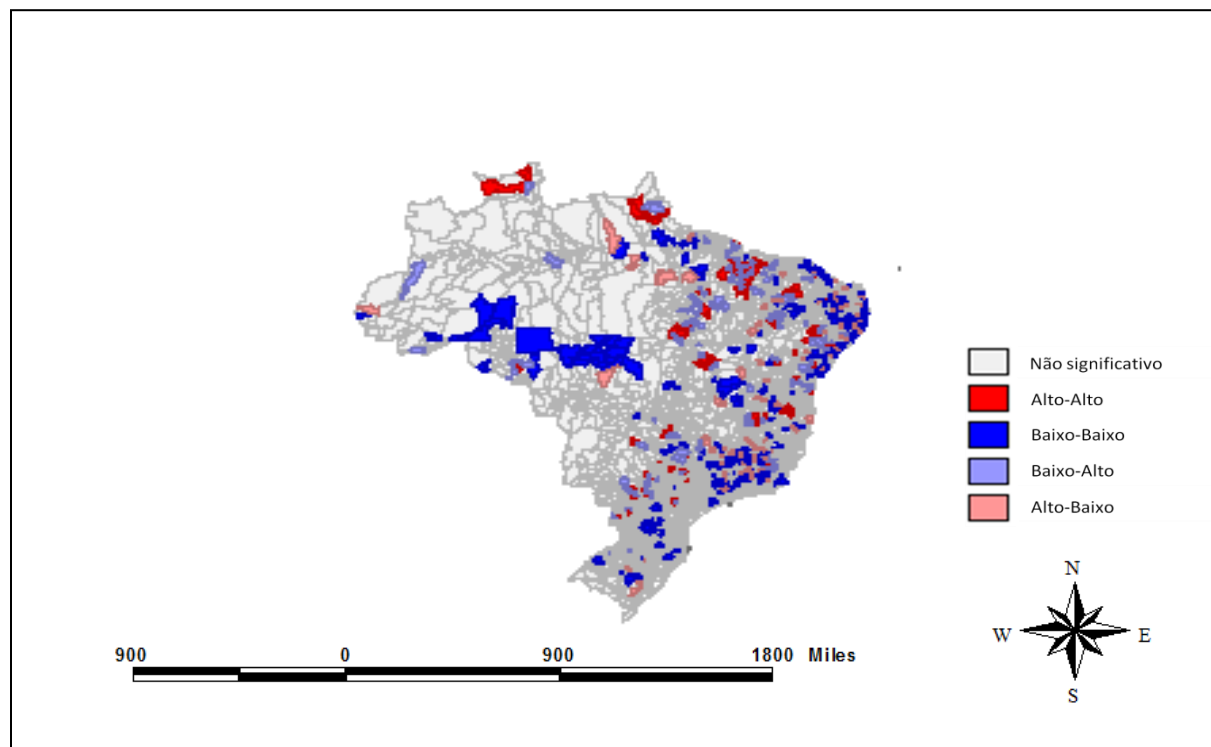 Não significativo
Alto-Alto
Baixo-Baixo
Baixo-Alto
Alto-Baixo
N
W E
S
900 0 900 1800 Miles